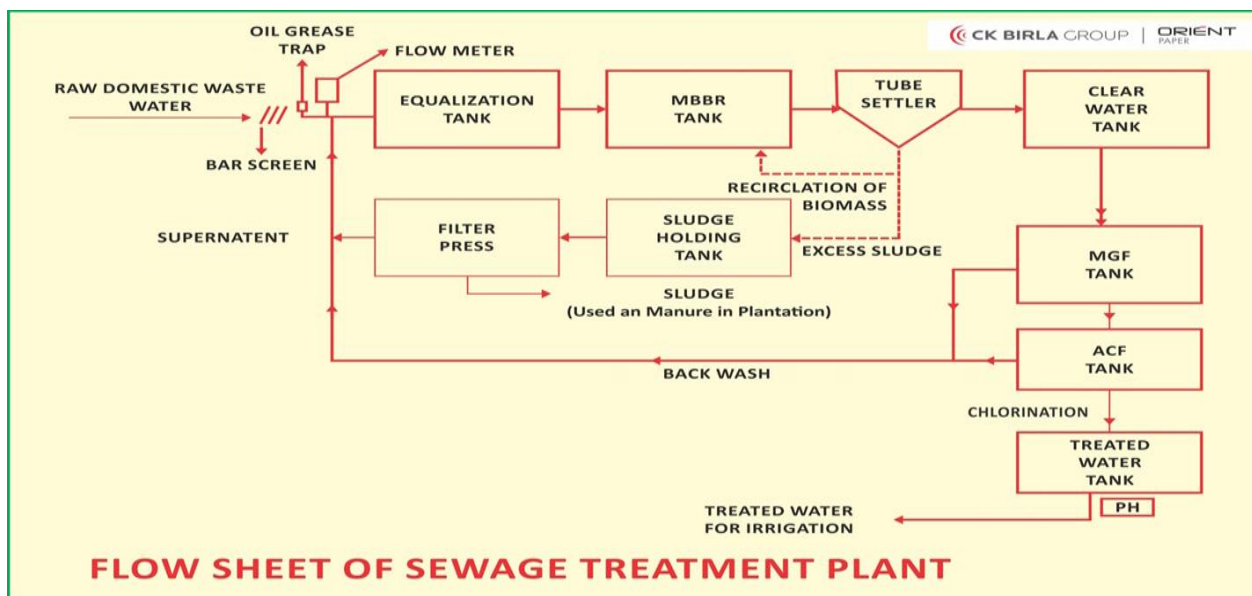 OIL GREASE
TRAP
FLOW METER
CK BIRLA GROUP | ORIENT
PAPER
RAW DOMESTIC WASTE
WATER
BAR SCREEN
EQUALIZATION
TANK
MBBR
TANK
TUBE
SETTLER
CLEAR
WATER
TANK
RECIRCLATION OF
BIOMASS
SUPERNATENT
FILTER
PRESS
SLUDGE
HOLDING
TANK
EXCESS SLUDGE
MGF
TANK
SLUDGE
(Used an Manure in Plantation)
ACF
TANK
BACK WASH
CHLORINATION
TREATED
WATER
TANK
PH
TREATED WATER
FOR IRRIGATION
FLOW SHEET OF SEWAGE TREATMENT PLANT